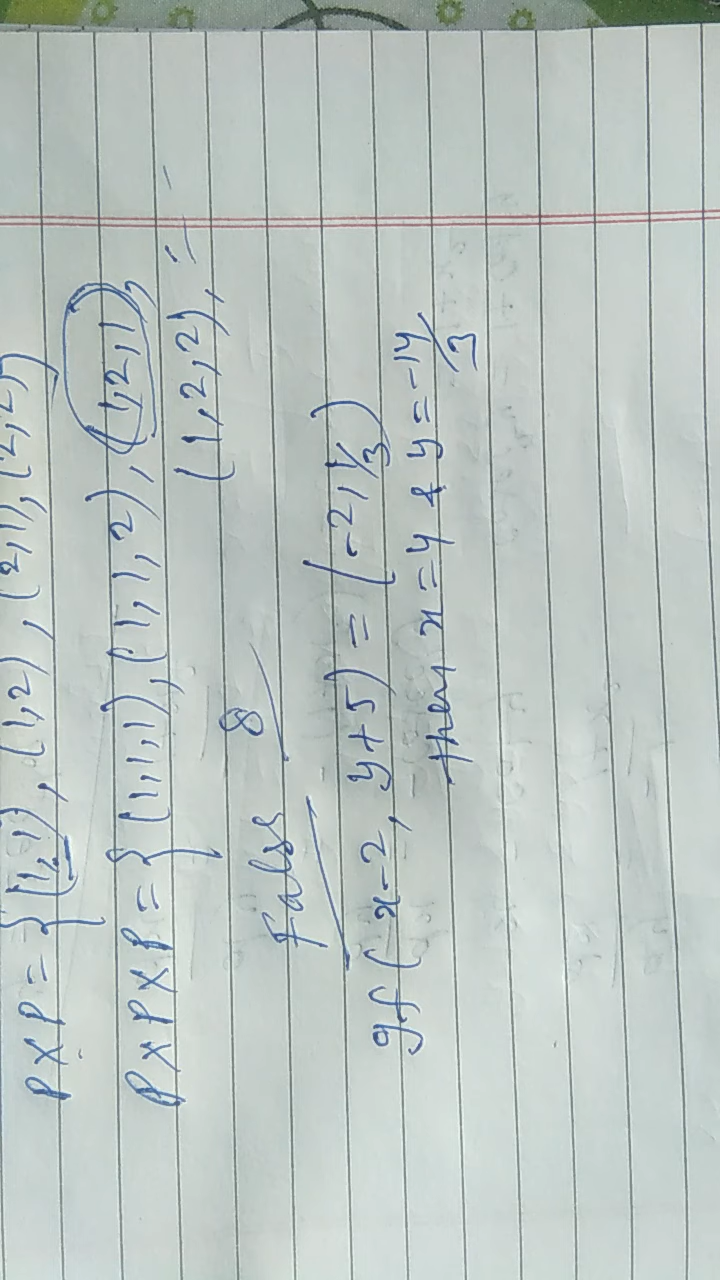 P×P = {(1,1), (1,2), (2,1), (2,2)}
P×P×P = {(1,1,1), (1,1,2), (1,2,1),
(1,2,2), --
False 8
If (x-2, y+5) = (-2, 1/3)
then x = 4 & y = -14/3